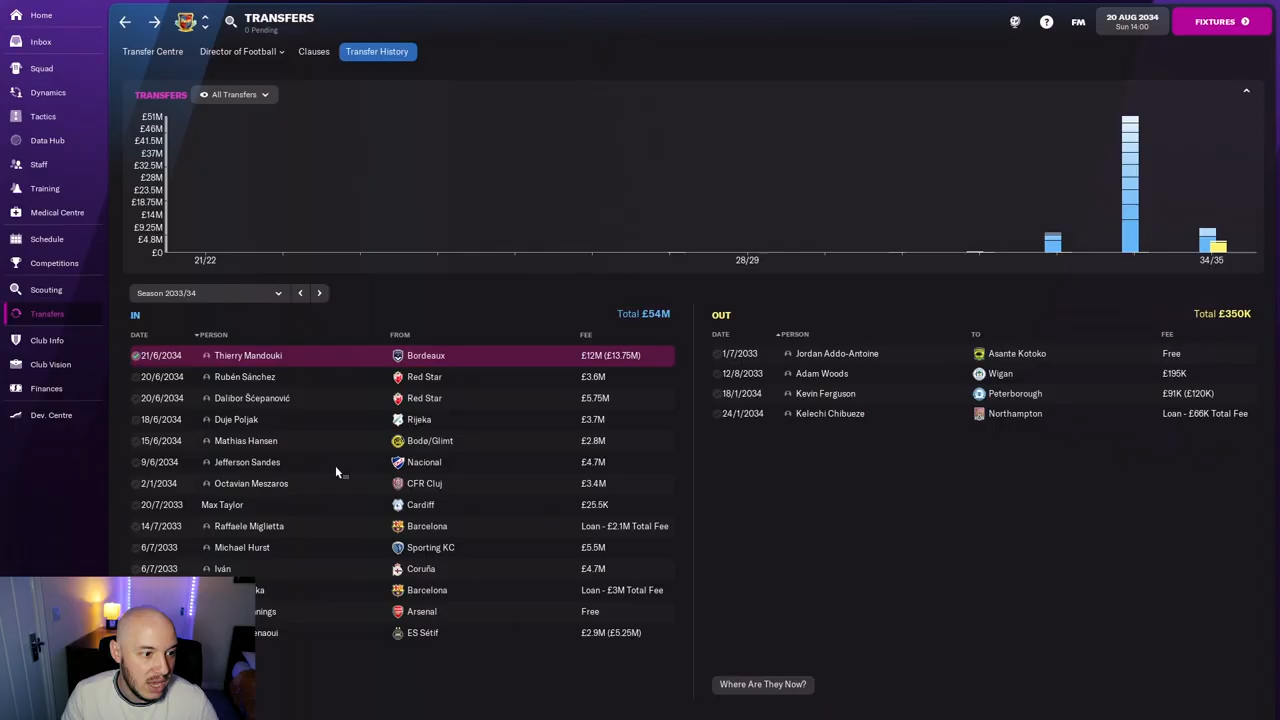 Home
Inbox
Squad
Dynamics
Tactics
Data Hub
Staff
Training
Medical Centre
Schedule
Competitions
Scouting
Transfers
Club Info
Club Vision
Finances
Dev. Centre
TRANSFERS
0 Pending
FM
20 AUG 2034
Sun 14:00
FIXTURES
Transfer Centre
Director of Football
Clauses
Transfer History
TRANSFERS
All Transfers
£51M
£46M
£41.5M
£37M
£32.5M
£28M
£23.5M
£18.75M
£14M
£9.25M
£4.8M
£0
21/22
28/29
34/35
Season 2033/34
IN
Total £54M
DATE PERSON FROM FEE
21/6/2034 Thierry Mandouki Bordeaux £12M (£13.75M)
20/6/2034 Rubén Sánchez Red Star £3.6M
20/6/2034 Dalibor Šćepanović Red Star £5.75M
18/6/2034 Duje Poljak Rijeka £3.7M
15/6/2034 Mathias Hansen Bodø/Glimt £2.8M
9/6/2034 Jefferson Sandes Nacional £4.7M
2/1/2034 Octavian Meszaros CFR Cluj £3.4M
20/7/2033 Max Taylor Cardiff £25.5K
14/7/2033 Raffaele Miglietta Barcelona Loan - £2.1M Total Fee
6/7/2033 Michael Hurst Sporting KC £5.5M
6/7/2033 Iván Coruña £4.7M
Barcelona Loan - £3M Total Fee
Arsenal Free
ES Sétif £2.9M (£5.25M)
OUT
Total £350K
DATE PERSON TO FEE
1/7/2033 Jordan Addo-Antoine Asante Kotoko Free
12/8/2033 Adam Woods Wigan £195K
18/1/2034 Kevin Ferguson Peterborough £91K (£120K)
24/1/2034 Kelechi Chibueze Northampton Loan - £66K Total Fee
Where Are They Now?